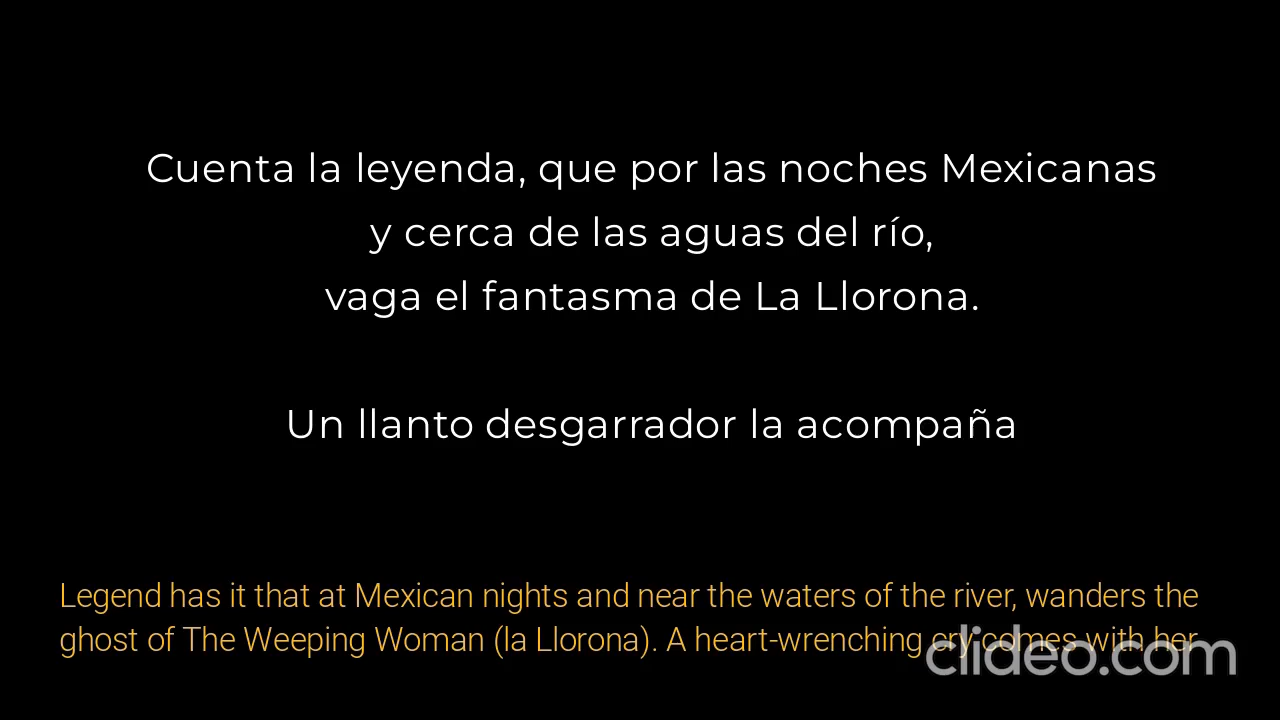 Cuenta la leyenda, que por las noches Mexicanas
y cerca de las aguas del río,
vaga el fantasma de La Llorona.
Un llanto desgarrador la acompaña
Legend has it that at Mexican nights and near the waters of the river, wanders the
ghost of The Weeping Woman (la Llorona). A heart-wrenching cry comes with her
clideo.com